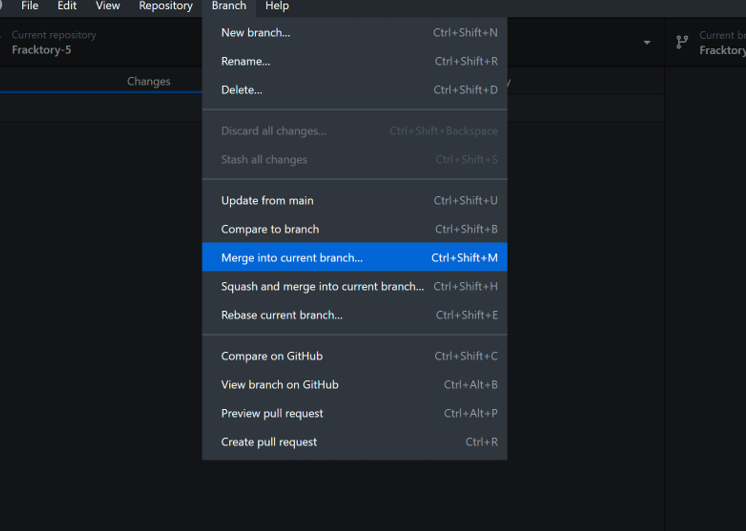 File Edit View Repository Branch Help
Current repository
Fracktory-5
Current
Fracktory
Changes
New branch... Ctrl+Shift+N
Rename... Ctrl+Shift+R
Delete... Ctrl+Shift+D
Discard all changes... Ctrl+Shift+Backspace
Stash all changes Ctrl+Shift+S
Update from main Ctrl+Shift+U
Compare to branch Ctrl+Shift+B
Merge into current branch... Ctrl+Shift+M
Squash and merge into current branch... Ctrl+Shift+H
Rebase current branch... Ctrl+Shift+E
Compare on GitHub Ctrl+Shift+C
View branch on GitHub Ctrl+Alt+B
Preview pull request Ctrl+Alt+P
Create pull request Ctrl+R